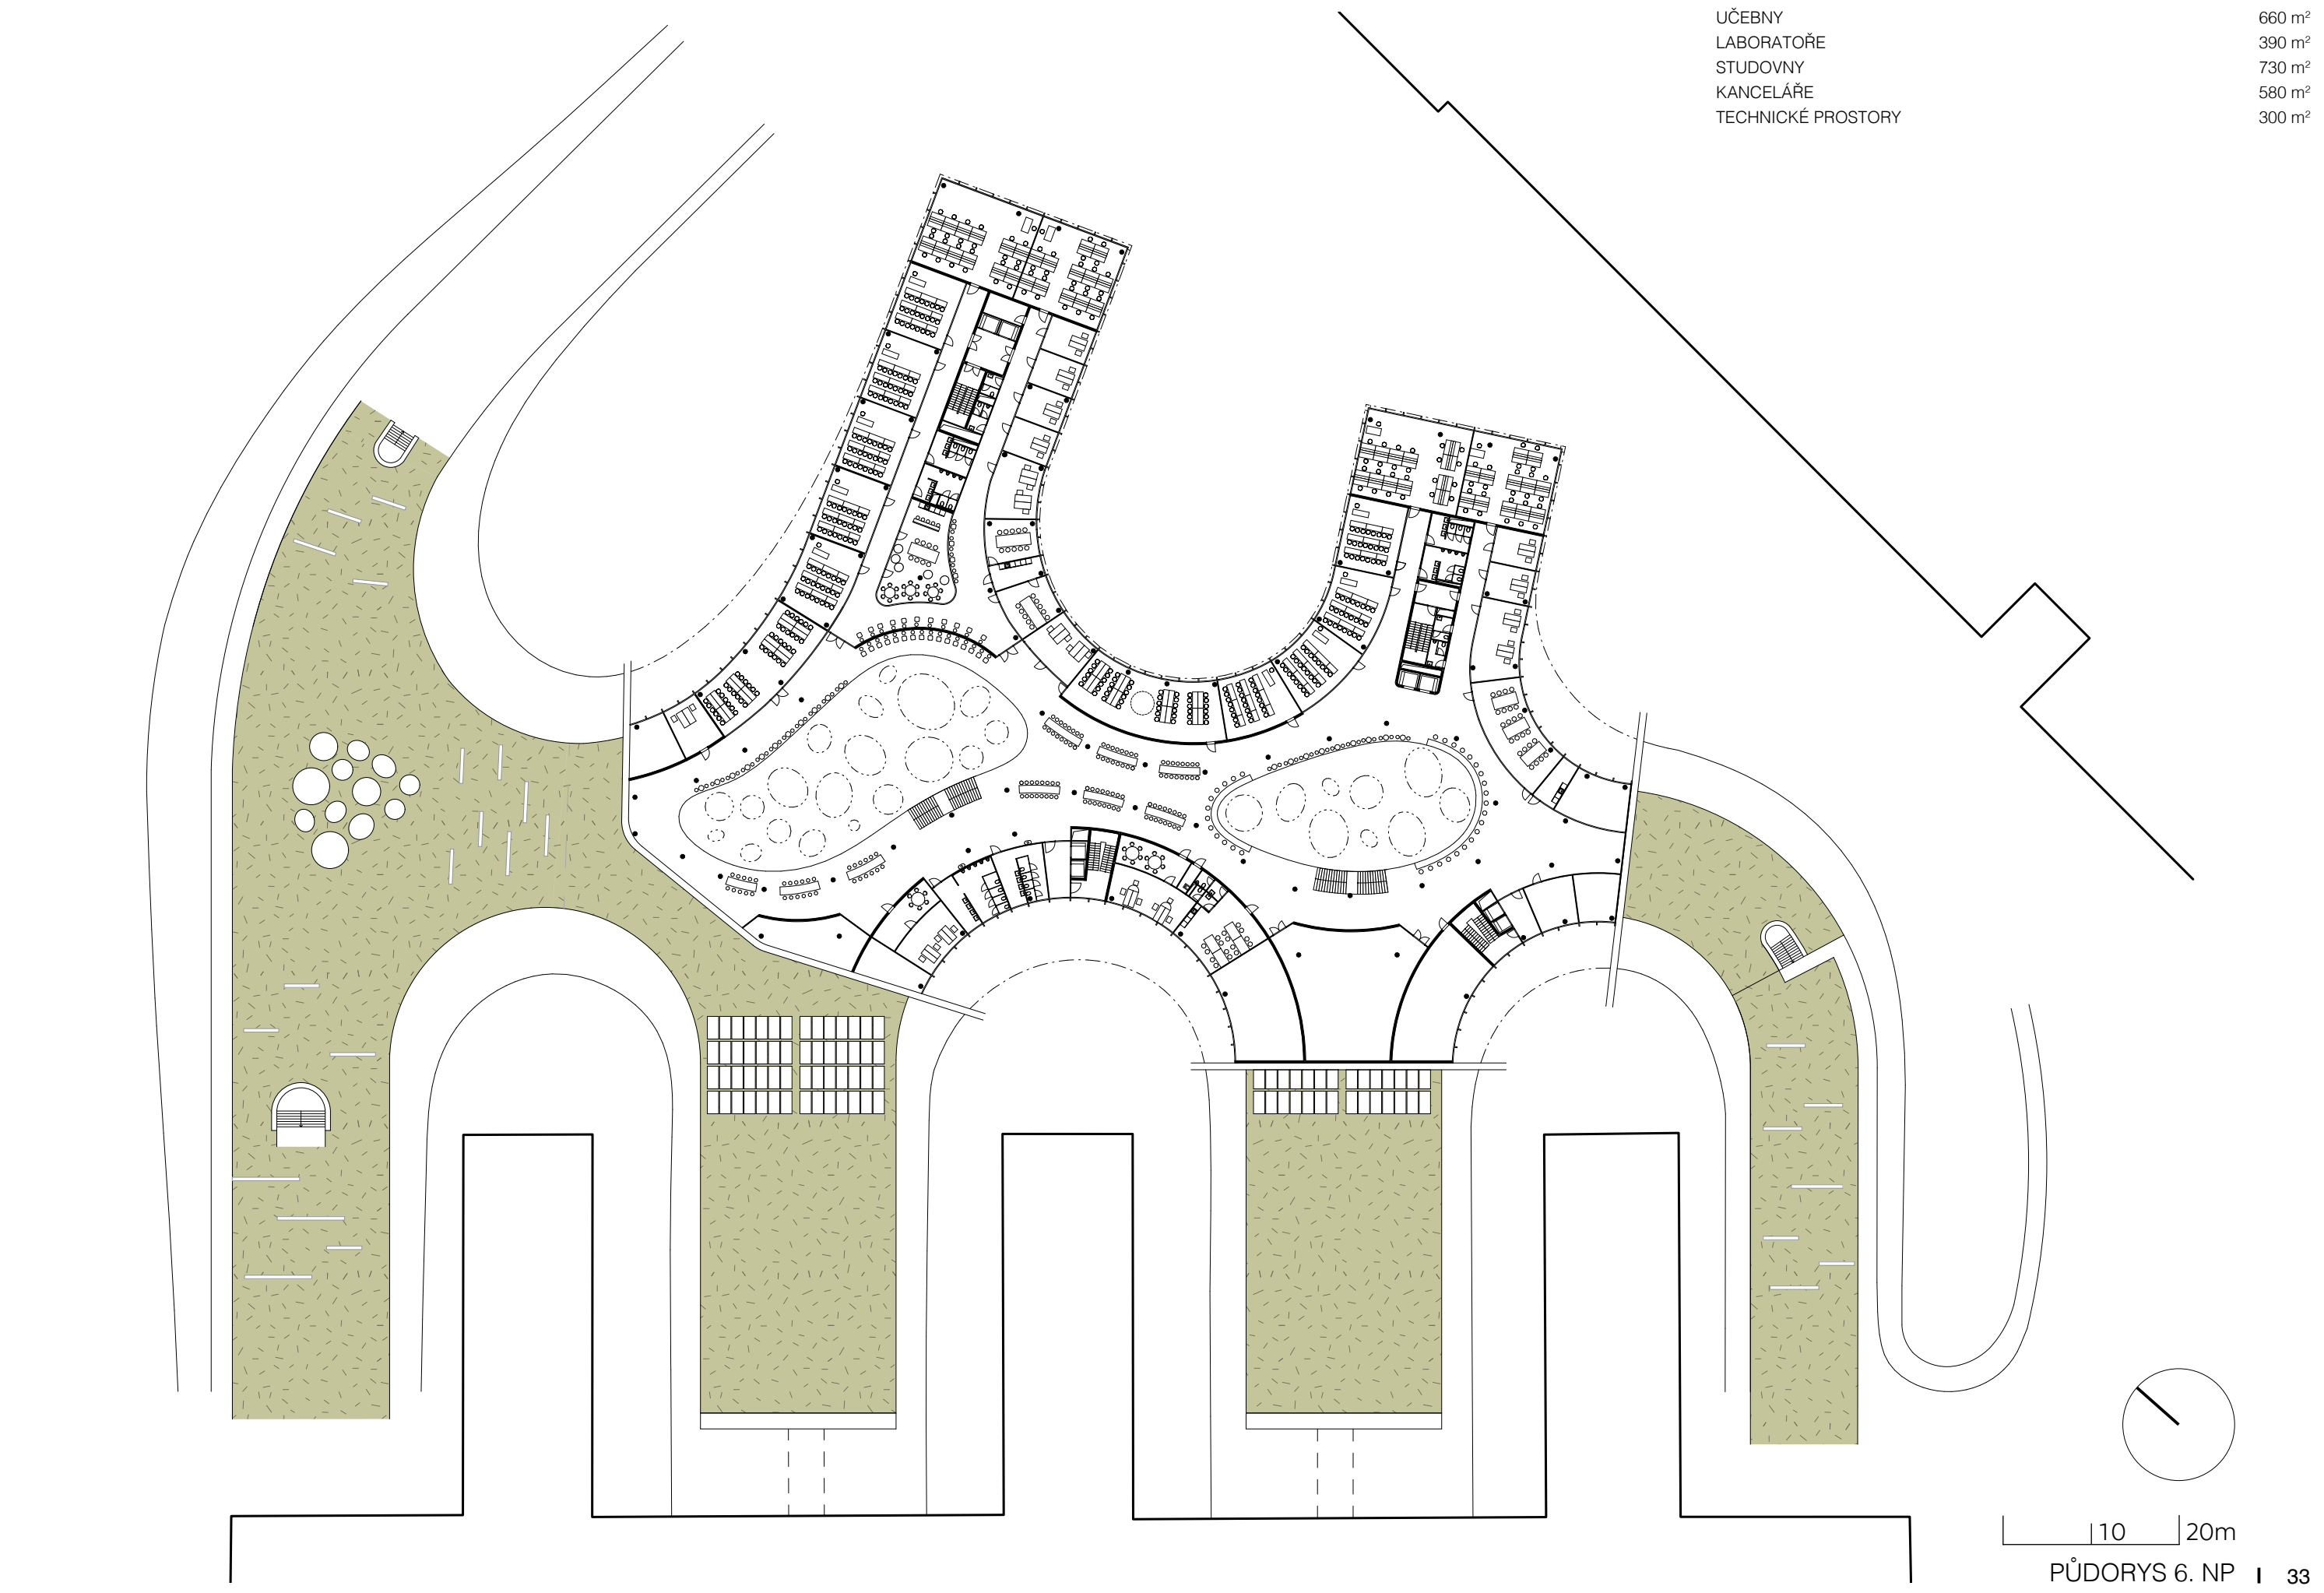 UČEBNY 660 m²
LABORATOŘE 390 m²
STUDOVNY 730 m²
KANCELÁŘE 580 m²
TECHNICKÉ PROSTORY 300 m²
10 20m
PŮDORYS 6. NP 33